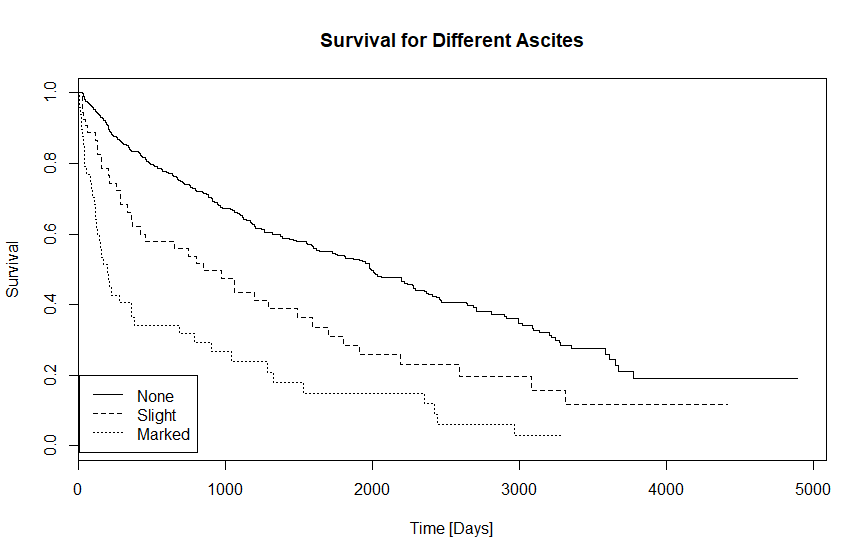 Survival for Different Ascites
Survival
1.0
0.8
0.6
0.4
0.2
0.0
None
Slight
Marked
0 1000 2000 3000 4000 5000
Time [Days]